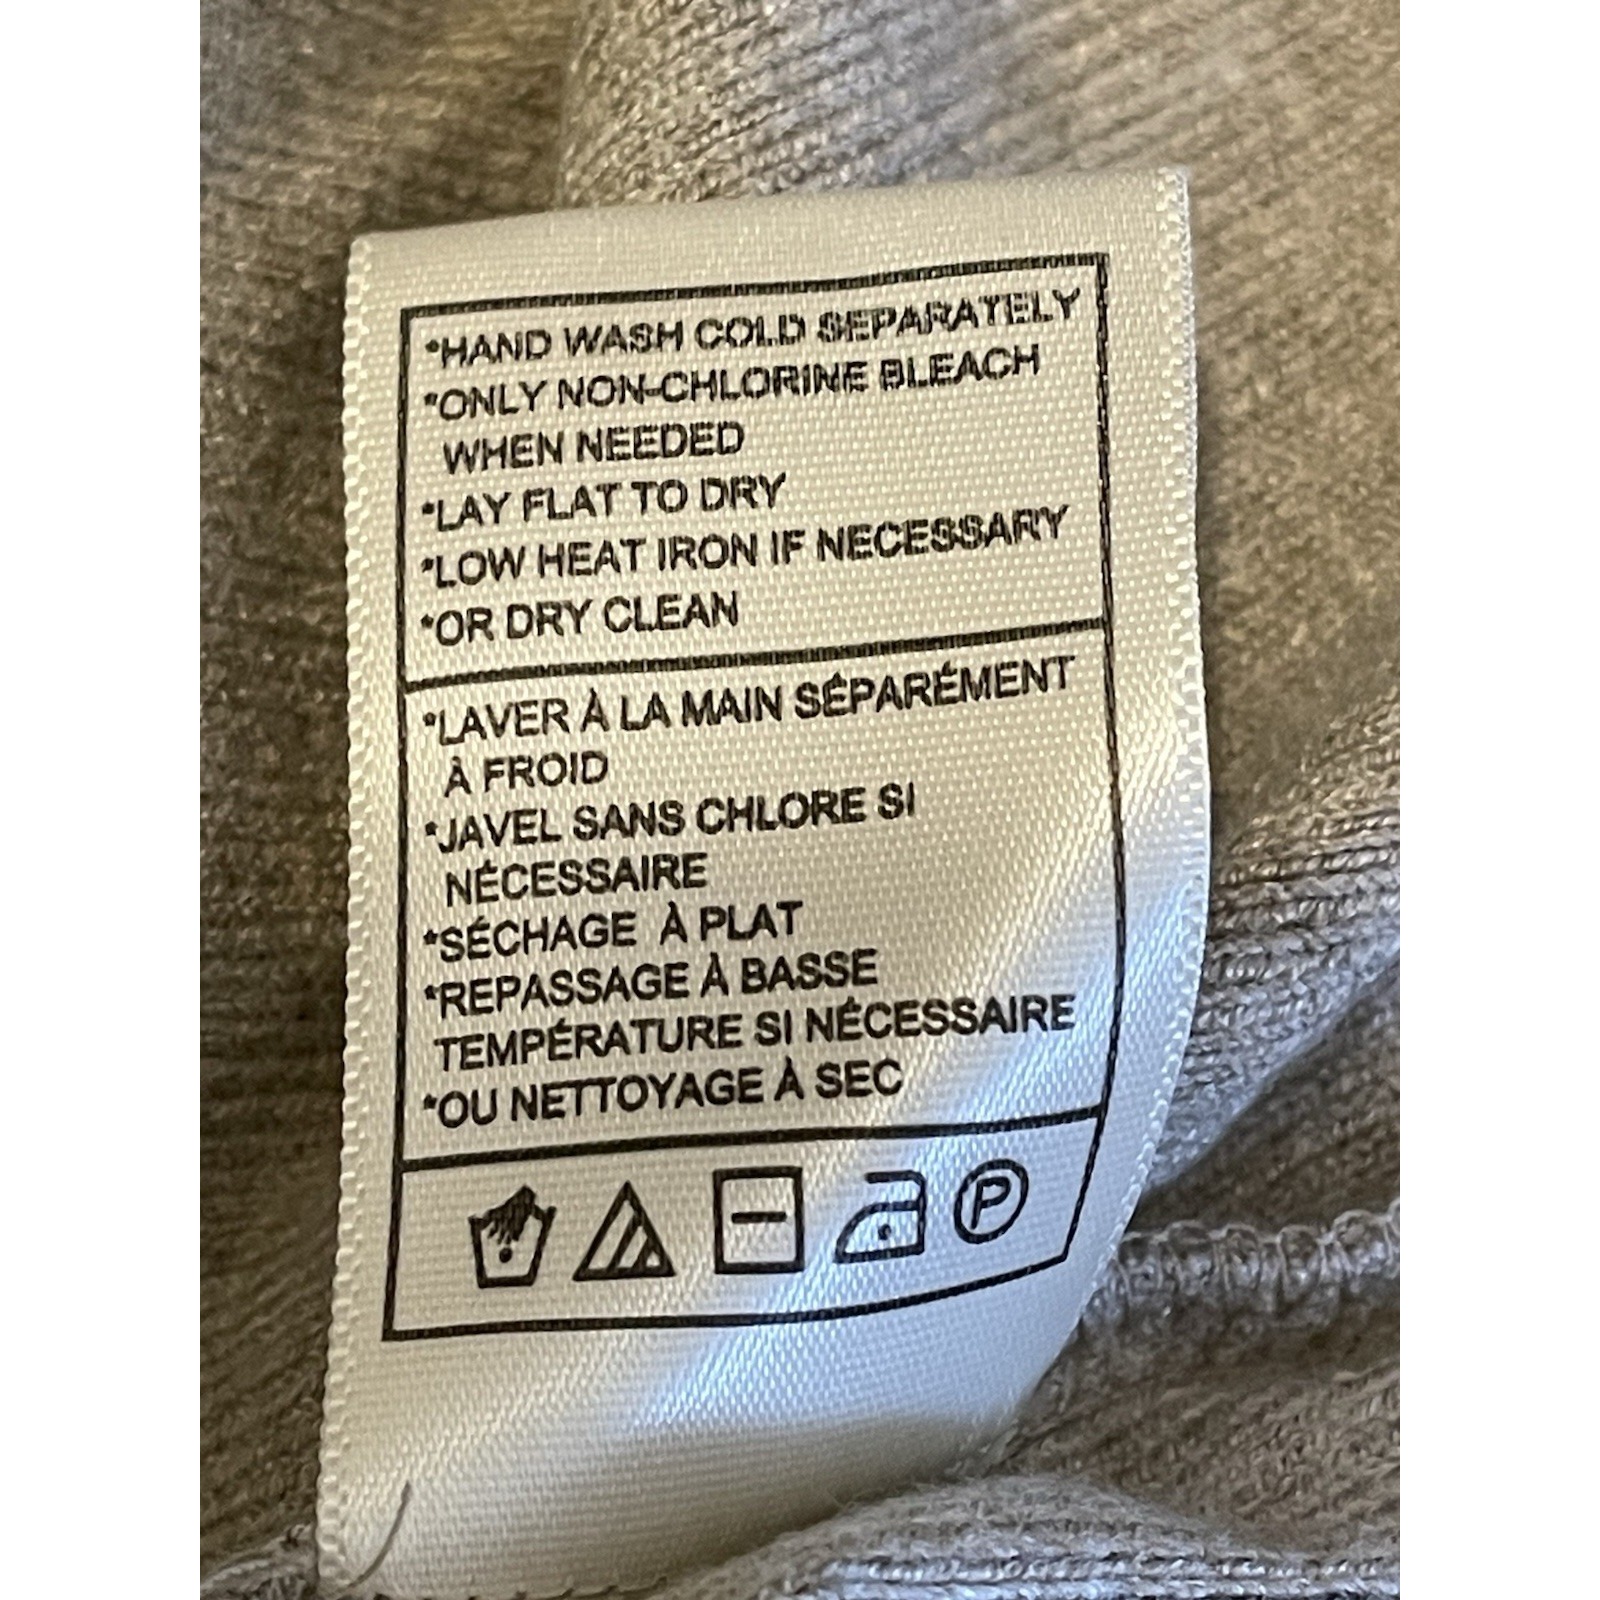 *HAND WASH COLD SEPARATELY
*ONLY NON-CHLORINE BLEACH
WHEN NEEDED
*LAY FLAT TO DRY
*LOW HEAT IRON IF NECESSARY
*OR DRY CLEAN
*LAVER À LA MAIN SÉPARÉMENT
À FROID
*JAVEL SANS CHLORE SI
NÉCESSAIRE
*SÉCHAGE À PLAT
*REPASSAGE À BASSE
TEMPÉRATURE SI NÉCESSAIRE
*OU NETTOYAGE À SEC
P